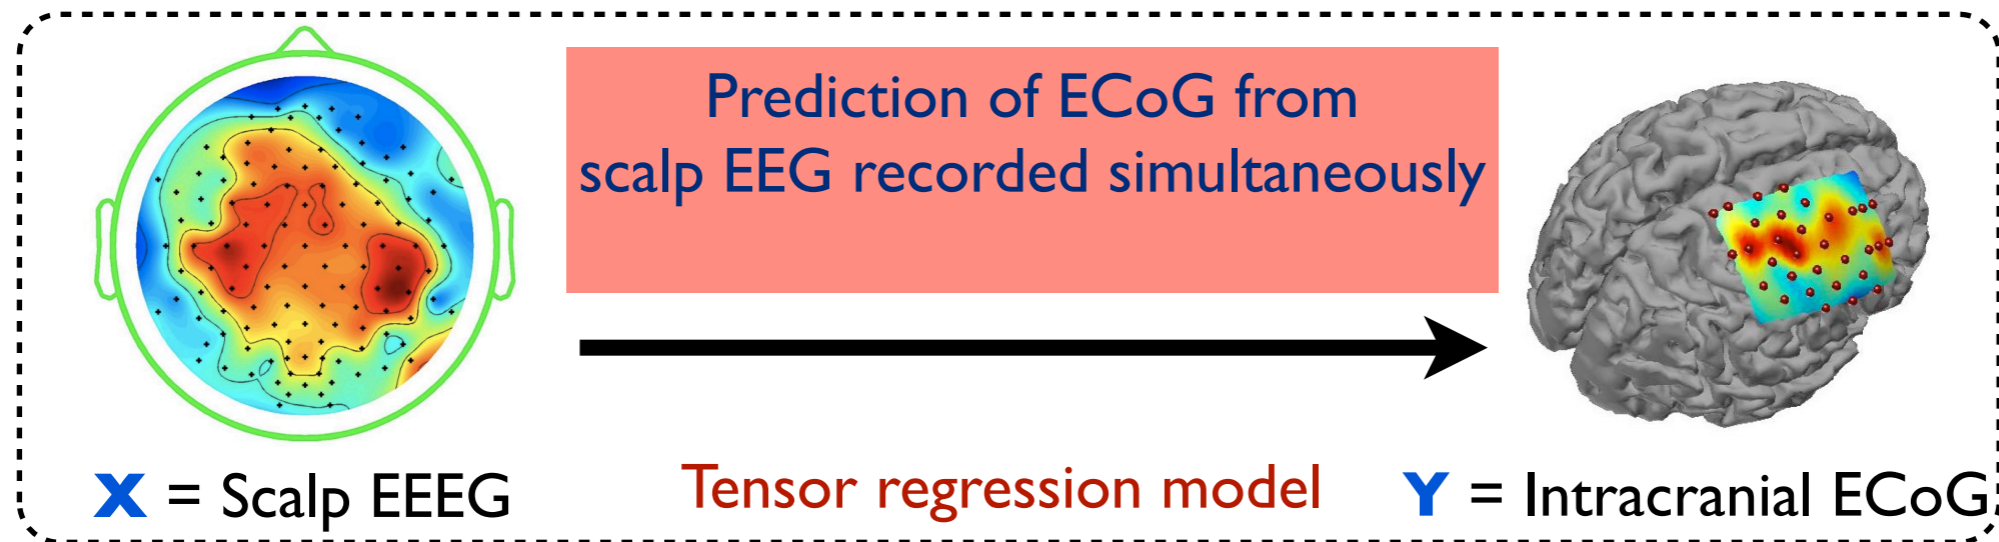 Prediction of ECoG from
scalp EEG recorded simultaneously
X = Scalp EEEG
Tensor regression model
Y = Intracranial ECoG